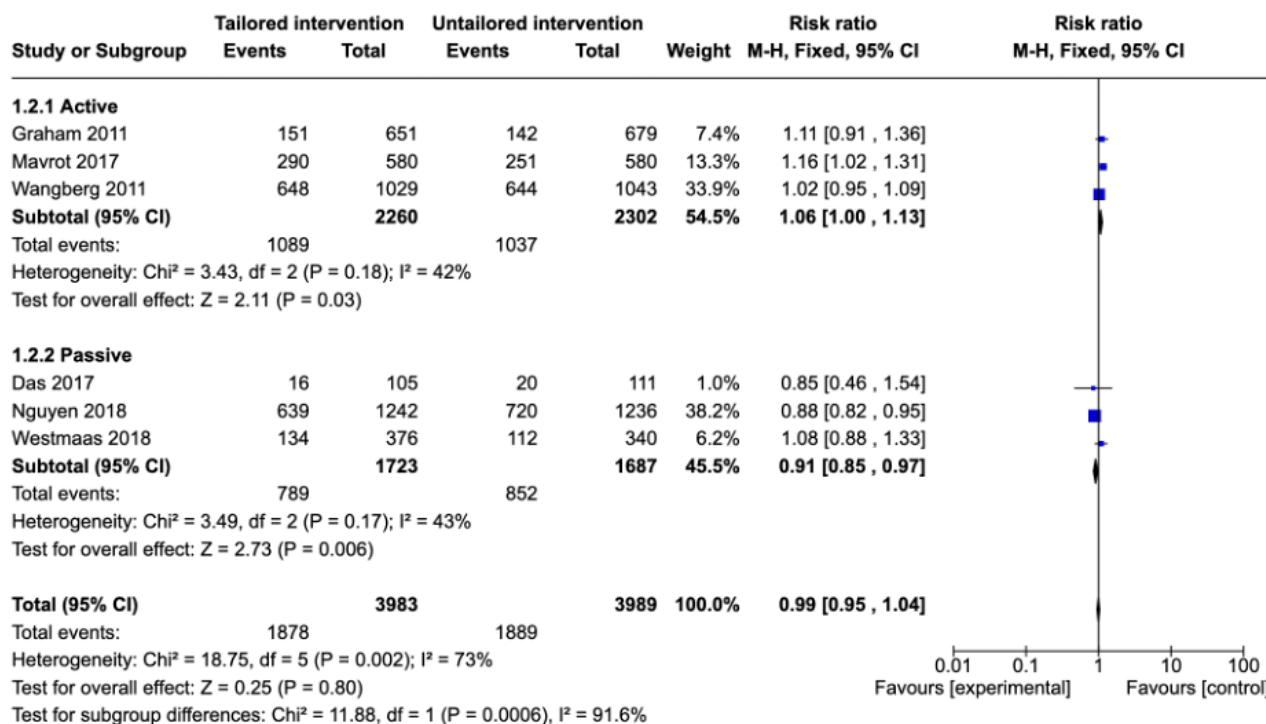 Tailored intervention Untailored intervention Risk ratio Risk ratio
Study or Subgroup Events Total Events Total Weight M-H, Fixed, 95% CI M-H, Fixed, 95% CI
1.2.1 Active
Graham 2011 151 651 142 679 7.4% 1.11 [0.91 , 1.36]
Mavrot 2017 290 580 251 580 13.3% 1.16 [1.02 , 1.31]
Wangberg 2011 648 1029 644 1043 33.9% 1.02 [0.95 , 1.09]
Subtotal (95% CI) 2260 2302 54.5% 1.06 [1.00 , 1.13]
Total events: 1089 1037
Heterogeneity: Chi² = 3.43, df = 2 (P = 0.18); I² = 42%
Test for overall effect: Z = 2.11 (P = 0.03)
1.2.2 Passive
Das 2017 16 105 20 111 1.0% 0.85 [0.46 , 1.54]
Nguyen 2018 639 1242 720 1236 38.2% 0.88 [0.82 , 0.95]
Westmaas 2018 134 376 112 340 6.2% 1.08 [0.88 , 1.33]
Subtotal (95% CI) 1723 1687 45.5% 0.91 [0.85 , 0.97]
Total events: 789 852
Heterogeneity: Chi² = 3.49, df = 2 (P = 0.17); I² = 43%
Test for overall effect: Z = 2.73 (P = 0.006)
Total (95% CI) 3983 3989 100.0% 0.99 [0.95 , 1.04]
Total events: 1878 1889
Heterogeneity: Chi² = 18.75, df = 5 (P = 0.002); I² = 73%
Test for overall effect: Z = 0.25 (P = 0.80)
Test for subgroup differences: Chi² = 11.88, df = 1 (P = 0.0006), I² = 91.6%
0.01 0.1 1 10 100
Favours [experimental] Favours [control]